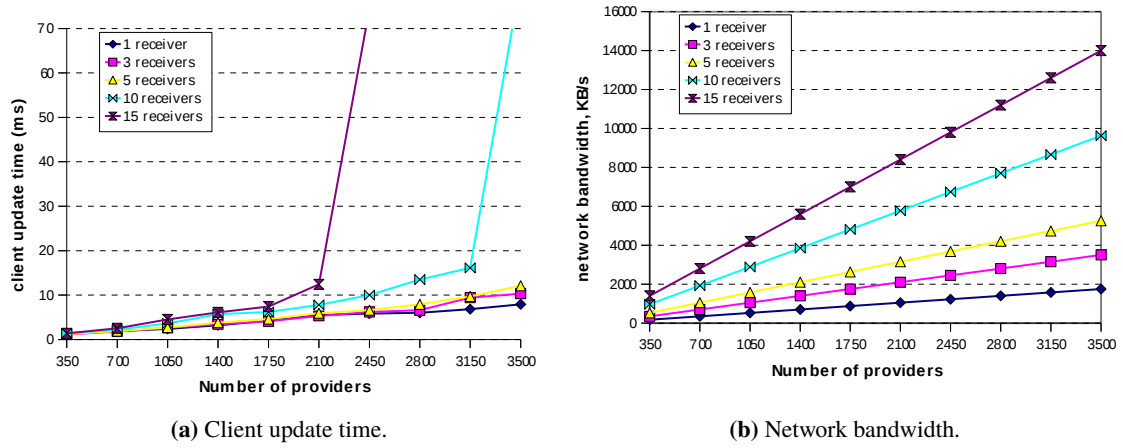 70
60
50
40
30
20
10
0
client update time (ms)
1 receiver
3 receivers
5 receivers
10 receivers
15 receivers
350 700 1050 1400 1750 2100 2450 2800 3150 3500
Number of providers
(a) Client update time.
16000
14000
12000
10000
8000
6000
4000
2000
0
network bandwidth, KB/s
1 receiver
3 receivers
5 receivers
10 receivers
15 receivers
350 700 1050 1400 1750 2100 2450 2800 3150 3500
Number of providers
(b) Network bandwidth.